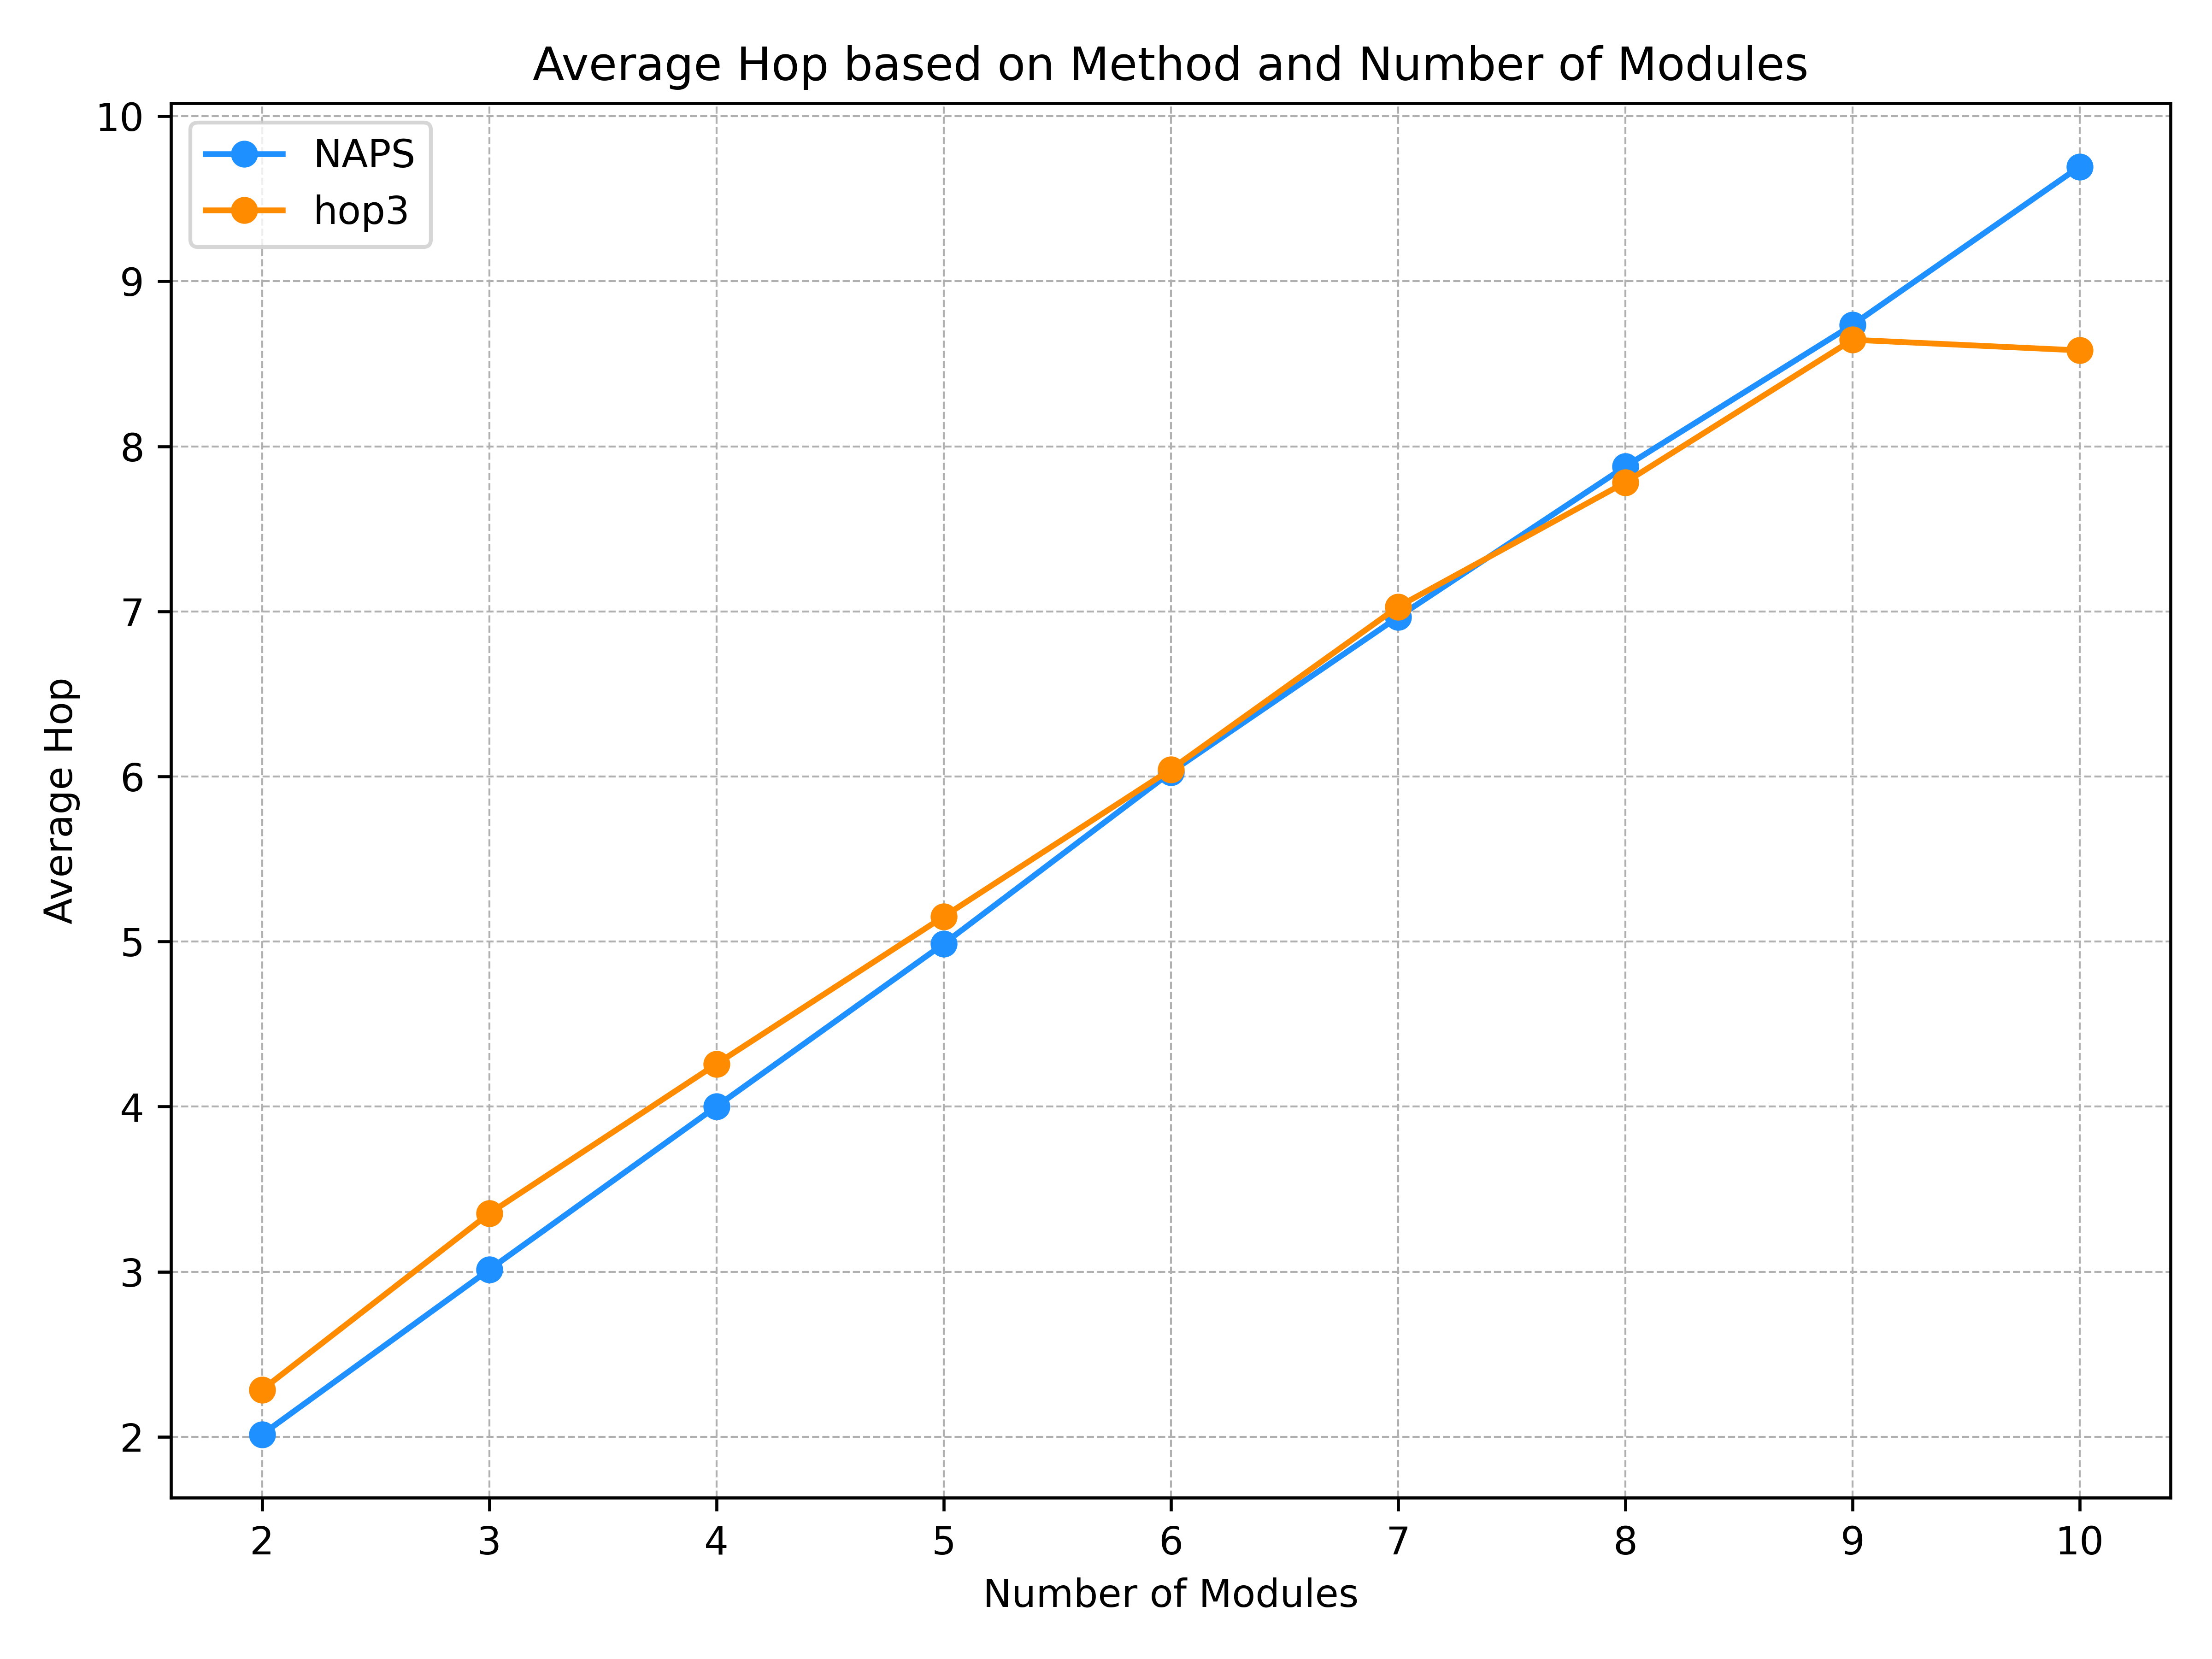 Average Hop based on Method and Number of Modules
NAPS
hop3
10
9
8
7
6
5
4
3
2
Average Hop
2 3 4 5 6 7 8 9 10
Number of Modules